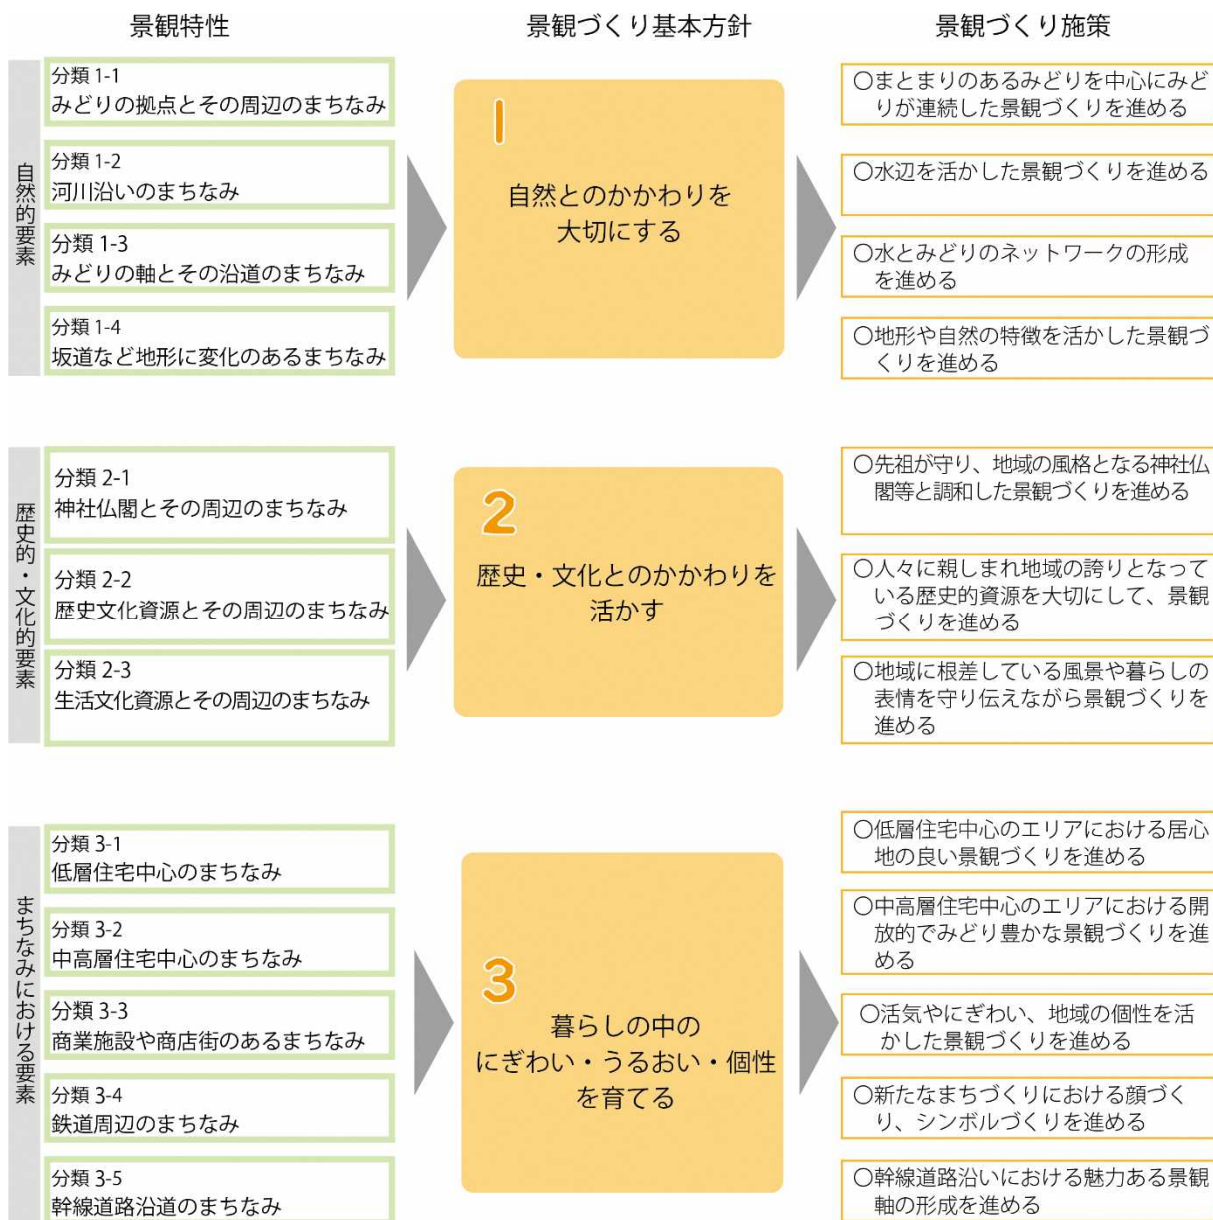 景観特性
景観づくり基本方針
景観づくり施策
自然的要素
分類 1-1
みどりの拠点とその周辺のまちなみ
分類 1-2
河川沿いのまちなみ
分類 1-3
みどりの軸とその沿道のまちなみ
分類 1-4
坂道など地形に変化のあるまちなみ
1
自然とのかかわりを
大切にする
○まとまりのあるみどりを中心にみど
りが連続した景観づくりを進める
○水辺を活かした景観づくりを進める
○水とみどりのネットワークの形成
を進める
○地形や自然の特徴を活かした景観づ
くりを進める
歴史的・文化的要素
分類 2-1
神社仏閣とその周辺のまちなみ
分類 2-2
歴史文化資源とその周辺のまちなみ
分類 2-3
生活文化資源とその周辺のまちなみ
2
歴史・文化とのかかわりを
活かす
○先祖が守り、地域の風格となる神社仏
閣等と調和した景観づくりを進める
○人々に親しまれ地域の誇りとなって
いる歴史的資源を大切にして、景観
づくりを進める
○地域に根差している風景や暮らしの
表情を守り伝えながら景観づくりを
進める
まちなみにおける要素
分類 3-1
低層住宅中心のまちなみ
分類 3-2
中高層住宅中心のまちなみ
分類 3-3
商業施設や商店街のあるまちなみ
分類 3-4
鉄道周辺のまちなみ
分類 3-5
幹線道路沿道のまちなみ
3
暮らしの中の
にぎわい・うるおい・個性
を育てる
○低層住宅中心のエリアにおける居心
地の良い景観づくりを進める
○中高層住宅中心のエリアにおける開
放的でみどり豊かな景観づくりを進
める
○活気やにぎわい、地域の個性を活
かした景観づくりを進める
○新たなまちづくりにおける顔づく
り、シンボルづくりを進める
○幹線道路沿いにおける魅力ある景観
軸の形成を進める